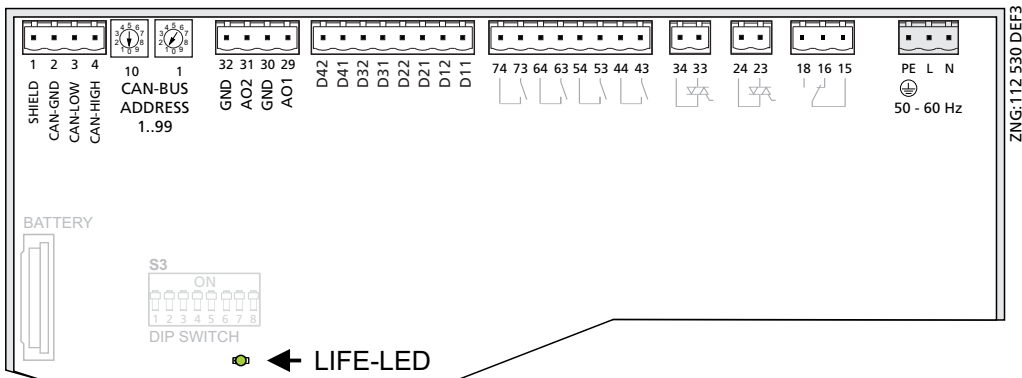 1 2 3 4
SHIELD
CAN-GND
CAN-LOW
CAN-HIGH
10 1
CAN-BUS
ADDRESS
1..99
32 31 30 29
GND
AO2
GND
AO1
D42
D41
D32
D31
D22
D21
D12
D11
74 73 64 63 54 53 44 43
34 33
24 23
18 16 15
PE L N
50 - 60 Hz
ZNG:112 530 DEF3
BATTERY
S3
ON
1 2 3 4 5 6 7 8
DIP SWITCH
LIFE-LED